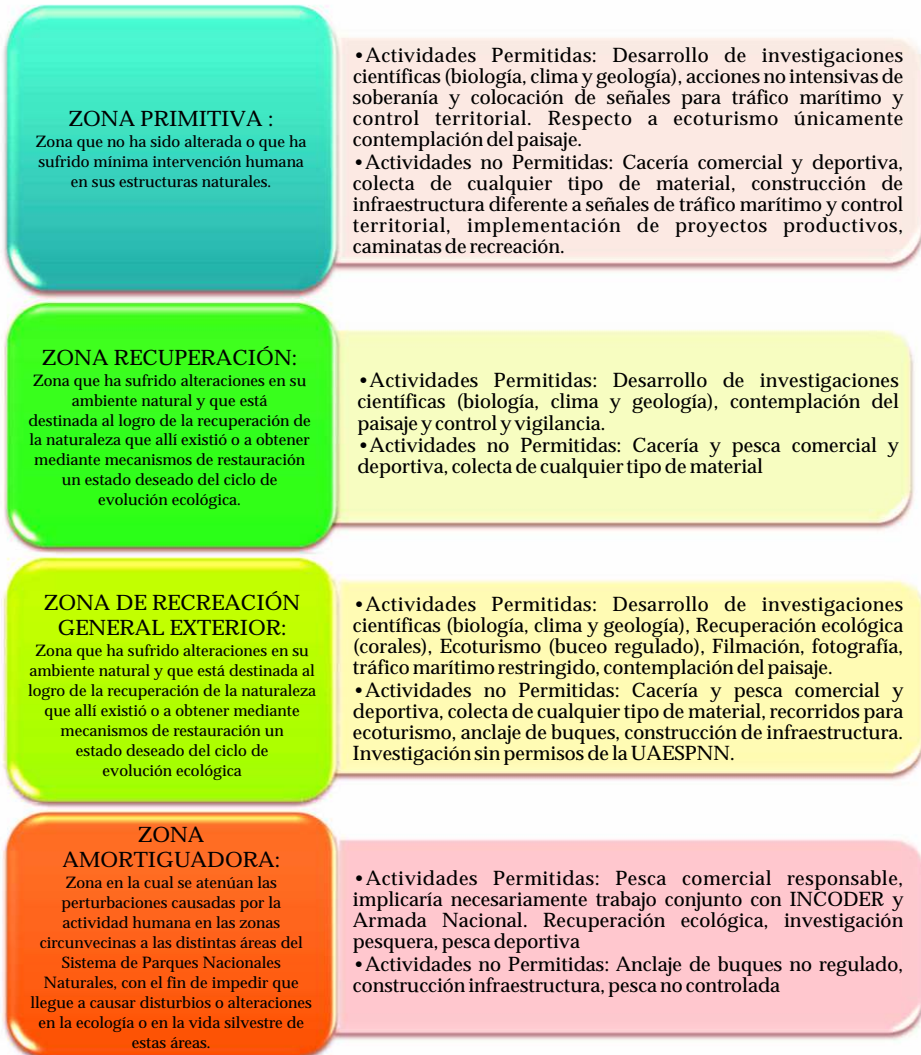 ZONA PRIMITIVA :
Zona que no ha sido alterada o que ha
sufrido mínima intervención humana
en sus estructuras naturales.
•Actividades Permitidas: Desarrollo de investigaciones
científicas (biología, clima y geología), acciones no intensivas de
soberanía y colocación de señales para tráfico marítimo y
control territorial. Respecto a ecoturismo únicamente
contemplación del paisaje.
•Actividades no Permitidas: Cacería comercial y deportiva,
colecta de cualquier tipo de material, construcción de
infraestructura diferente a señales de tráfico marítimo y control
territorial, implementación de proyectos productivos,
caminatas de recreación.
ZONA RECUPERACIÓN:
Zona que ha sufrido alteraciones en su
ambiente natural y que está
destinada al logro de la recuperación de
la naturaleza que allí existió o a obtener
mediante mecanismos de restauración
un estado deseado del ciclo de
evolución ecológica.
•Actividades Permitidas: Desarrollo de investigaciones
científicas (biología, clima y geología), contemplación del
paisaje y control y vigilancia.
•Actividades no Permitidas: Cacería y pesca comercial y
deportiva, colecta de cualquier tipo de material
ZONA DE RECREACIÓN
GENERAL EXTERIOR:
Zona que ha sufrido alteraciones en su
ambiente natural y que está destinada al
logro de la recuperación de la naturaleza
que allí existió o a obtener mediante
mecanismos de restauración un
estado deseado del ciclo de
evolución ecológica
•Actividades Permitidas: Desarrollo de investigaciones
científicas (biología, clima y geología), Recuperación ecológica
(corales), Ecoturismo (buceo regulado), Filmación, fotografía,
tráfico marítimo restringido, contemplación del paisaje.
•Actividades no Permitidas: Cacería y pesca comercial y
deportiva, colecta de cualquier tipo de material, recorridos para
ecoturismo, anclaje de buques, construcción de infraestructura.
Investigación sin permisos de la UAESPNN.
ZONA
AMORTIGUADORA:
Zona en la cual se atenúan las
perturbaciones causadas por la
actividad humana en las zonas
circunvecinas a las distintas áreas del
Sistema de Parques Nacionales
Naturales, con el fin de impedir que
llegue a causar disturbios o alteraciones
en la ecología o en la vida silvestre de
estas áreas.
•Actividades Permitidas: Pesca comercial responsable,
implicaría necesariamente trabajo conjunto con INCODER y
Armada Nacional. Recuperación ecológica, investigación
pesquera, pesca deportiva
•Actividades no Permitidas: Anclaje de buques no regulado,
construcción infraestructura, pesca no controlada